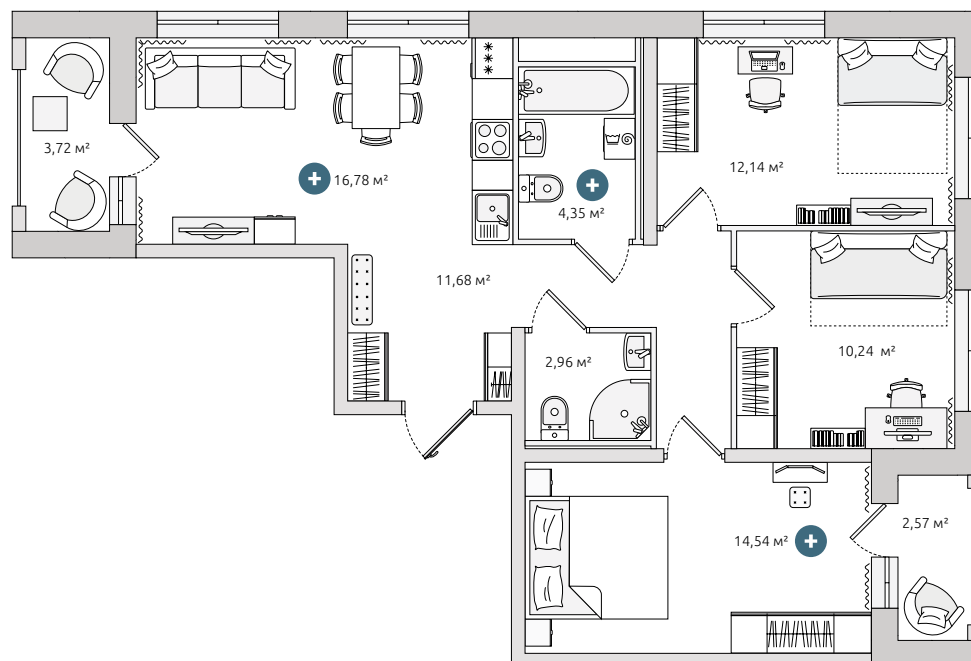 3,72 м²
16,78 м²
4,35 м²
12,14 м²
11,68 м²
2,96 м²
10,24 м²
14,54 м²
2,57 м²